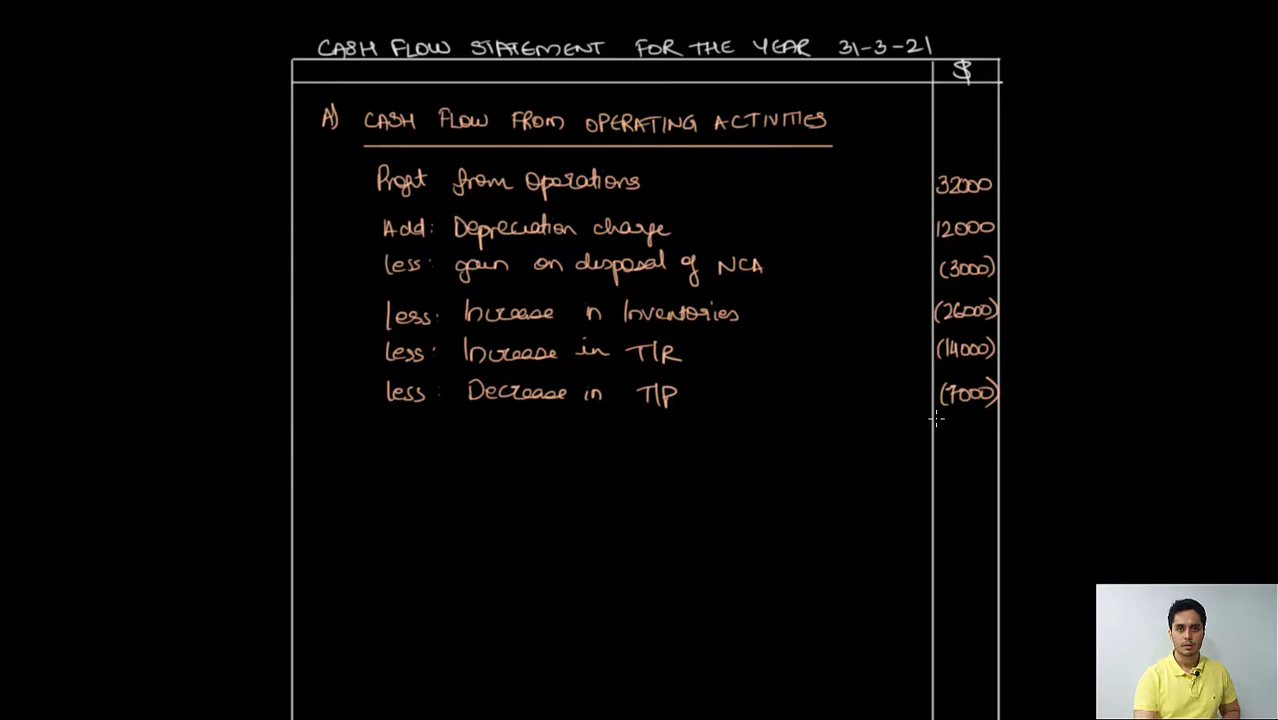 CASH FLOW STATEMENT FOR THE YEAR 31-3-21
$
A) CASH FLOW FROM OPERATING ACTIVITIES
Profit from Operations 32000
Add: Depreciation charge 12000
less: gain on disposal of NCA (3000)
less: Increase in Inventories (26000)
less: Increase in T/R (14000)
less: Decrease in T/P (7000)